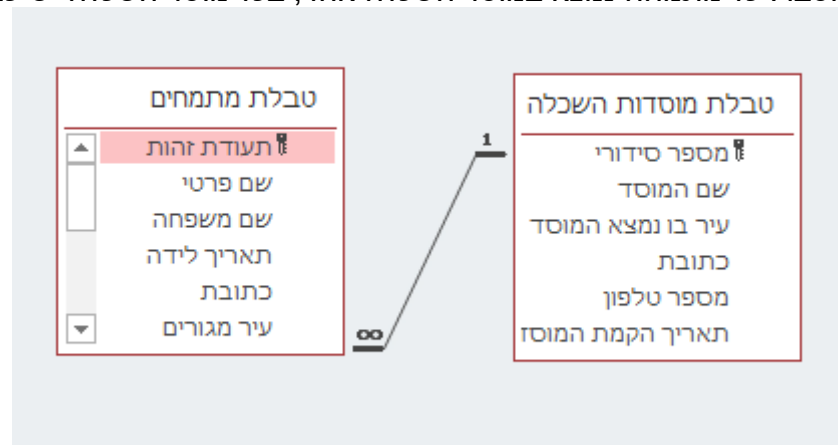 טבלת מוסדות השכלה
מספר סידורי
שם המוסד
עיר בו נמצא המוסד
כתובת
מספר טלפון
תאריך הקמת המוסד
1
∞
טבלת מתמחים
תעודת זהות
שם פרטי
שם משפחה
תאריך לידה
כתובת
עיר מגורים